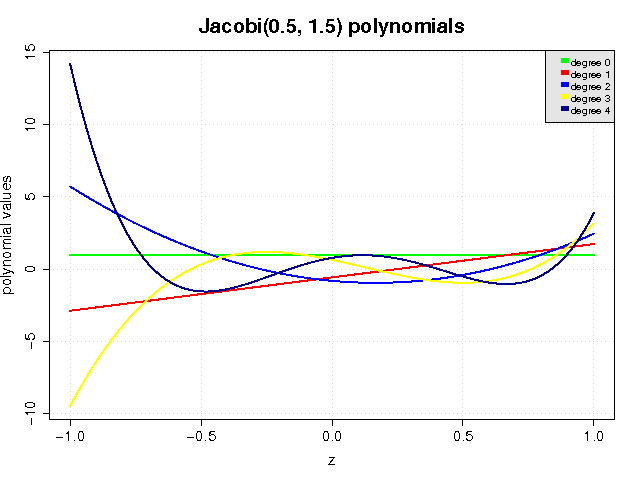 Jacobi(0.5, 1.5) polynomials
degree 0
degree 1
degree 2
degree 3
degree 4
polynomial values
15
10
5
0
−5
−10
−1.0 −0.5 0.0 0.5 1.0
z